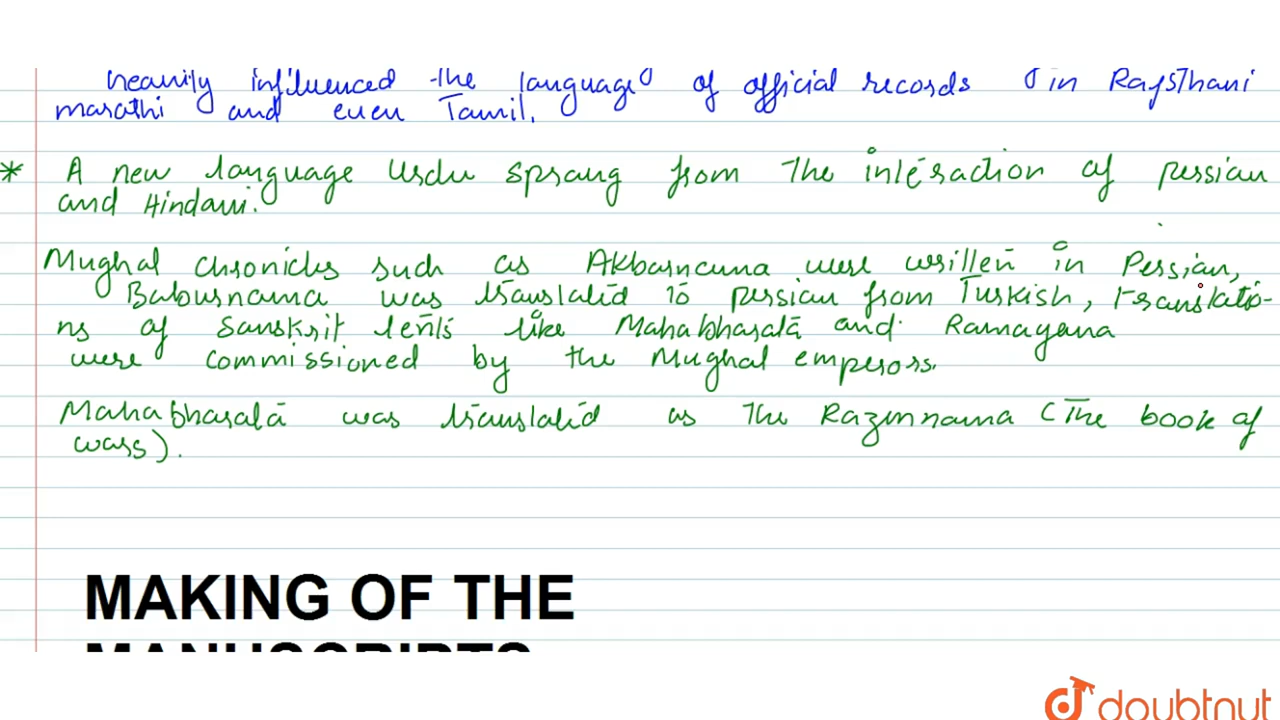 heavily influenced the language of official records in Rajsthani
marathi and even Tamil.
* A new language Urdu sprang from the interaction of persian
and Hindavi.
Mughal chronicles such as Akbarnama were written in Persian,
Baburnama was translated to persian from Turkish, translatio-
ns of Sanskrit texts like Mahabharata and Ramayana
were commissioned by the Mughal emperors.
Mahabharata was translated as the Razmnama (The book of
wars).
MAKING OF THE
MANUSCRIPTS
doubtnut